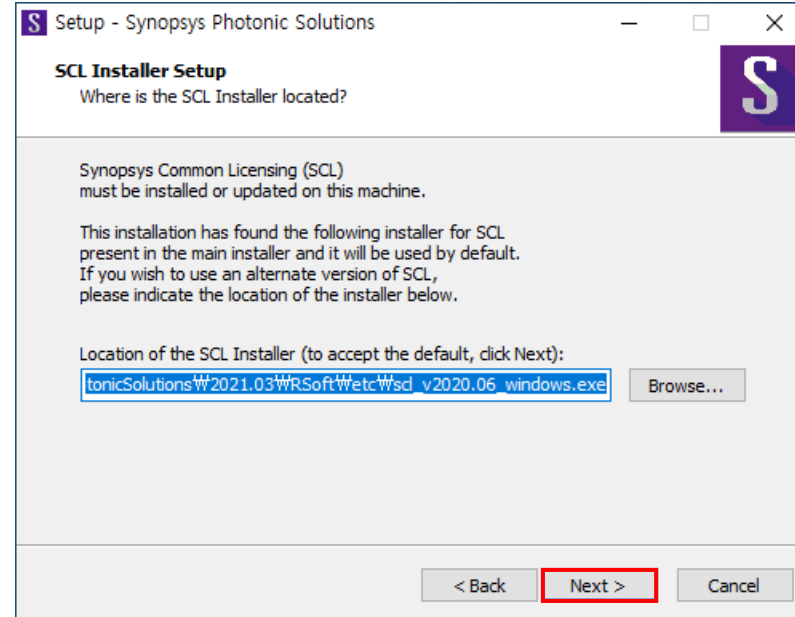 S Setup - Synopsys Photonic Solutions
SCL Installer Setup
Where is the SCL Installer located?
S
Synopsys Common Licensing (SCL)
must be installed or updated on this machine.
This installation has found the following installer for SCL
present in the main installer and it will be used by default.
If you wish to use an alternate version of SCL,
please indicate the location of the installer below.
Location of the SCL Installer (to accept the default, click Next):
tonicSolutions₩2021.03₩RSoft₩etc₩scl_v2020.06_windows.exe Browse...
< Back Next > Cancel